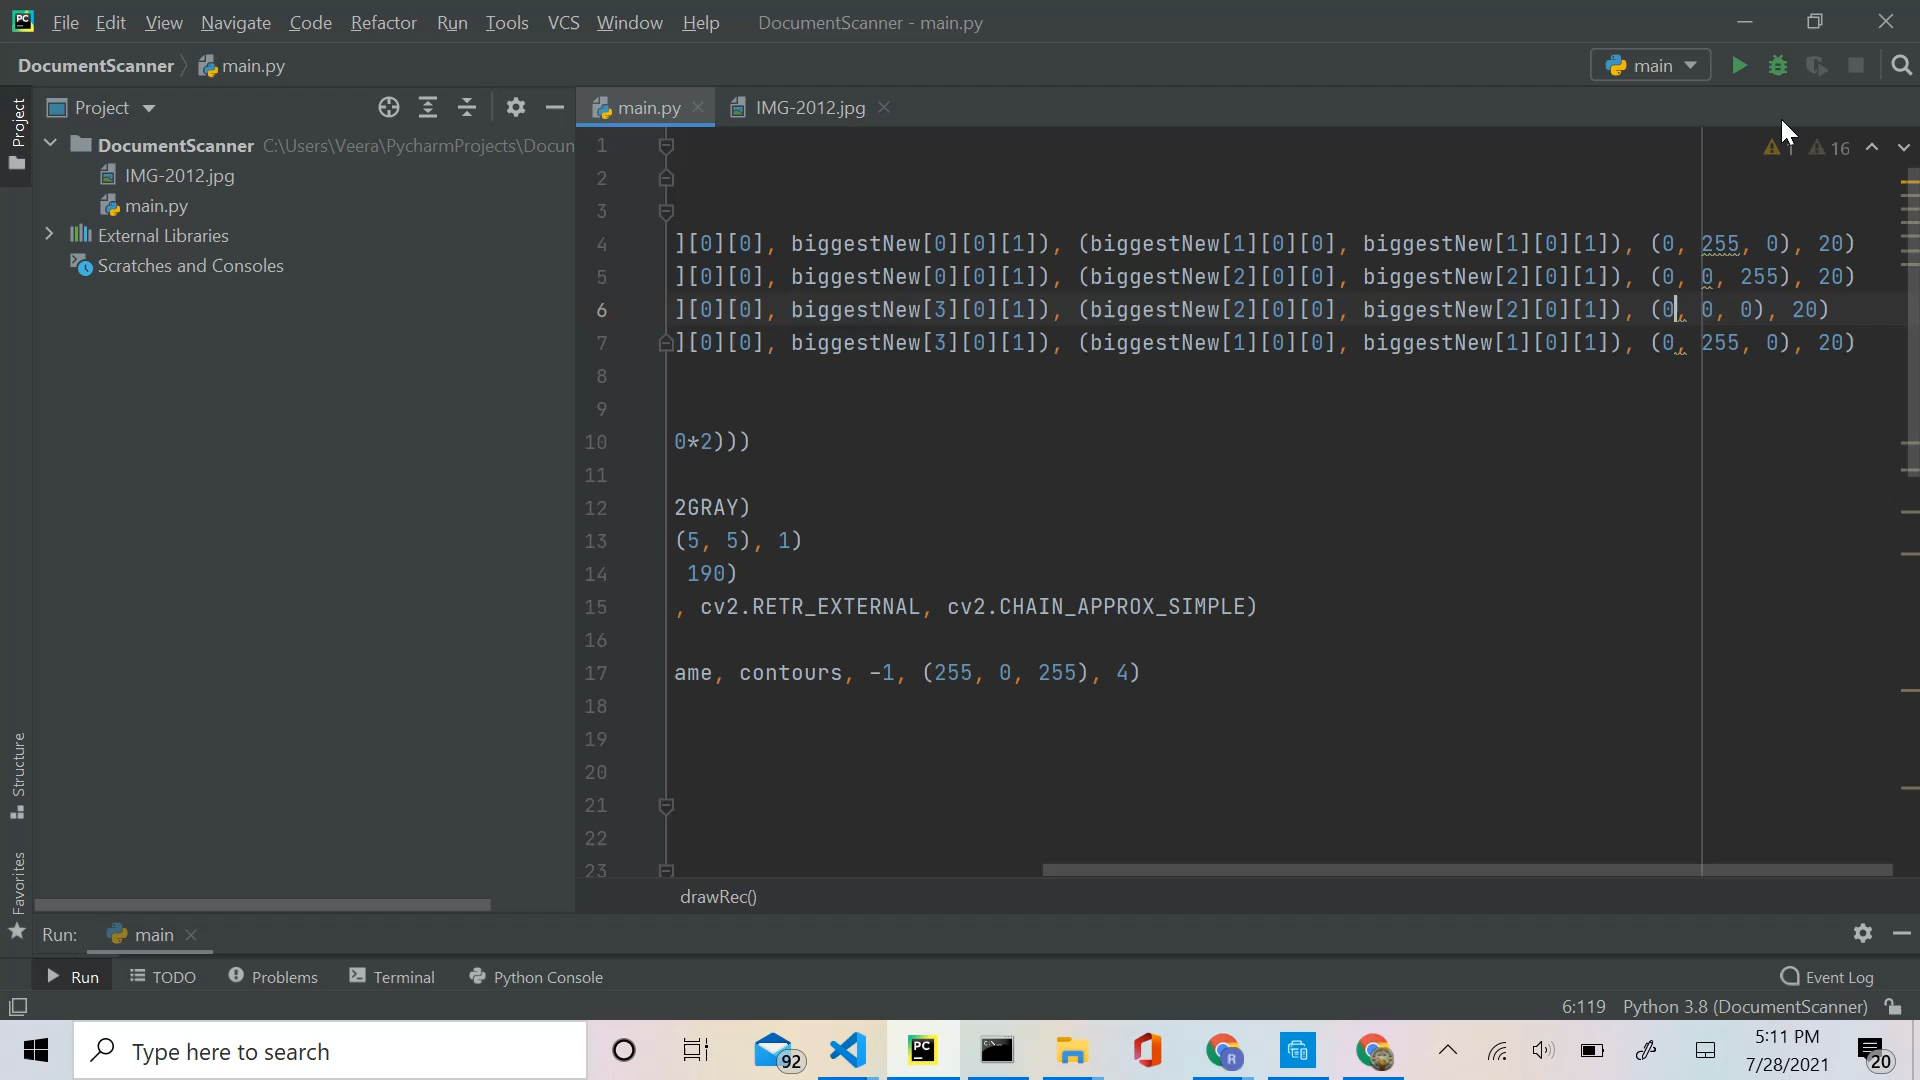 PC File Edit View Navigate Code Refactor Run Tools VCS Window Help DocumentScanner - main.py
DocumentScanner main.py main
Project main.py IMG-2012.jpg
Project
DocumentScanner C:\Users\Veera\PycharmProjects\Docun
IMG-2012.jpg
main.py
External Libraries
Scratches and Consoles
1 16
1
2
3
4 ][0][0], biggestNew[0][0][1]), (biggestNew[1][0][0], biggestNew[1][0][1]), (0, 255, 0), 20)
5 ][0][0], biggestNew[0][0][1]), (biggestNew[2][0][0], biggestNew[2][0][1]), (0, 0, 255), 20)
6 ][0][0], biggestNew[3][0][1]), (biggestNew[2][0][0], biggestNew[2][0][1]), (0, 0, 0), 20)
7 ][0][0], biggestNew[3][0][1]), (biggestNew[1][0][0], biggestNew[1][0][1]), (0, 255, 0), 20)
8
9
10 0*2)))
11
12 2GRAY)
13 (5, 5), 1)
14 190)
15 , cv2.RETR_EXTERNAL, cv2.CHAIN_APPROX_SIMPLE)
16
17 ame, contours, -1, (255, 0, 255), 4)
18
19
20
21
22
23
Structure
Favorites
drawRec()
Run: main
Run TODO Problems Terminal Python Console Event Log
6:119 Python 3.8 (DocumentScanner)
Type here to search
92
PC
R
5:11 PM
7/28/2021
20